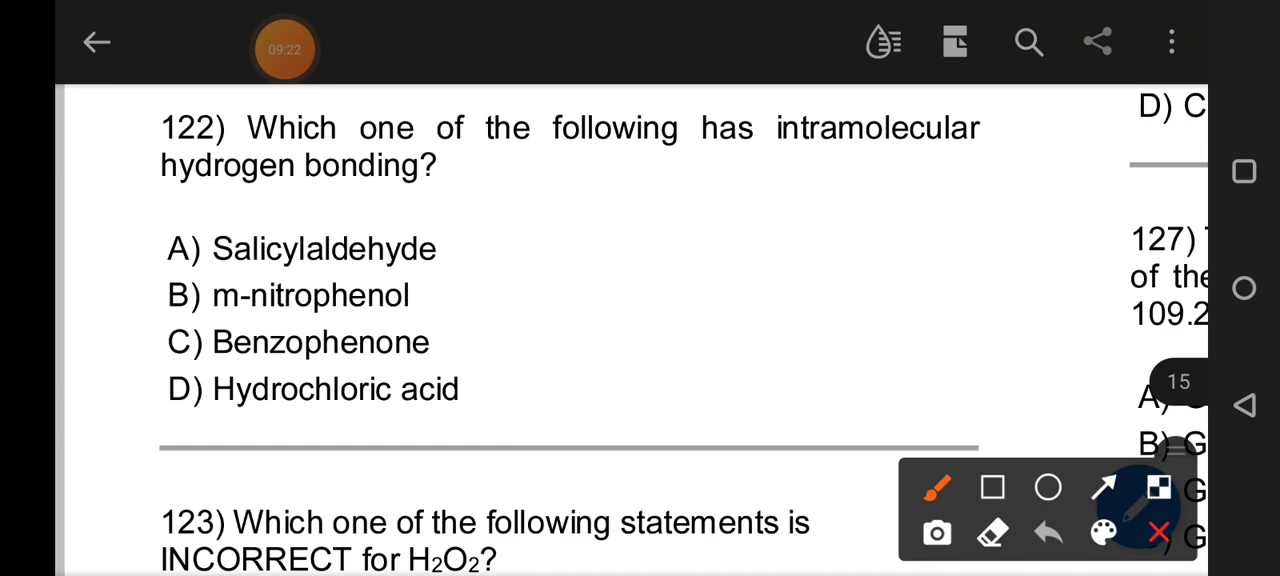 09:22
122) Which one of the following has intramolecular
hydrogen bonding?
A) Salicylaldehyde
B) m-nitrophenol
C) Benzophenone
D) Hydrochloric acid
123) Which one of the following statements is
INCORRECT for H₂O₂?
D) C
127)
of the
109.2
15
A)
B) G
G
G